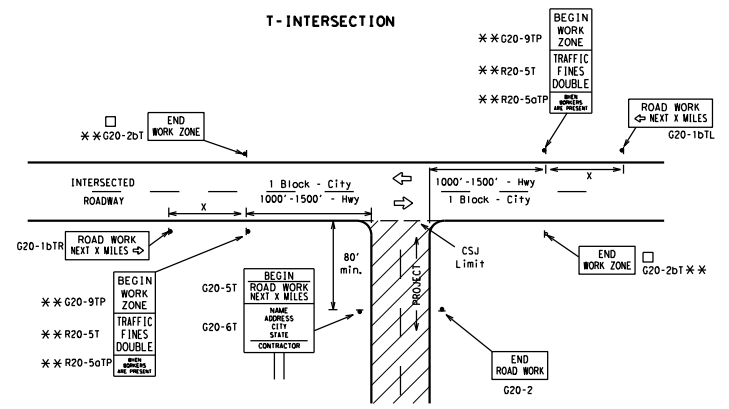 T-INTERSECTION
BEGIN
WORK
ZONE
**G20-9TP
TRAFFIC
FINES
DOUBLE
**R20-5T
WHEN
WORKERS
ARE PRESENT
**R20-5aTP
ROAD WORK
⇦ NEXT X MILES
G20-1bTL
END
WORK ZONE
□
**G20-2bT
INTERSECTED
ROADWAY
1 Block - City
1000'-1500' - Hwy
1000'-1500' - Hwy
1 Block - City
X
X
G20-1bTR
ROAD WORK
NEXT X MILES ⇨
80'
min.
CSJ
Limit
PROJECT
END
WORK ZONE
□
G20-2bT **
BEGIN
WORK
ZONE
**G20-9TP
TRAFFIC
FINES
DOUBLE
**R20-5T
WHEN
WORKERS
ARE PRESENT
**R20-5aTP
G20-5T
BEGIN
ROAD WORK
NEXT X MILES
G20-6T
NAME
ADDRESS
CITY
STATE
CONTRACTOR
END
ROAD WORK
G20-2